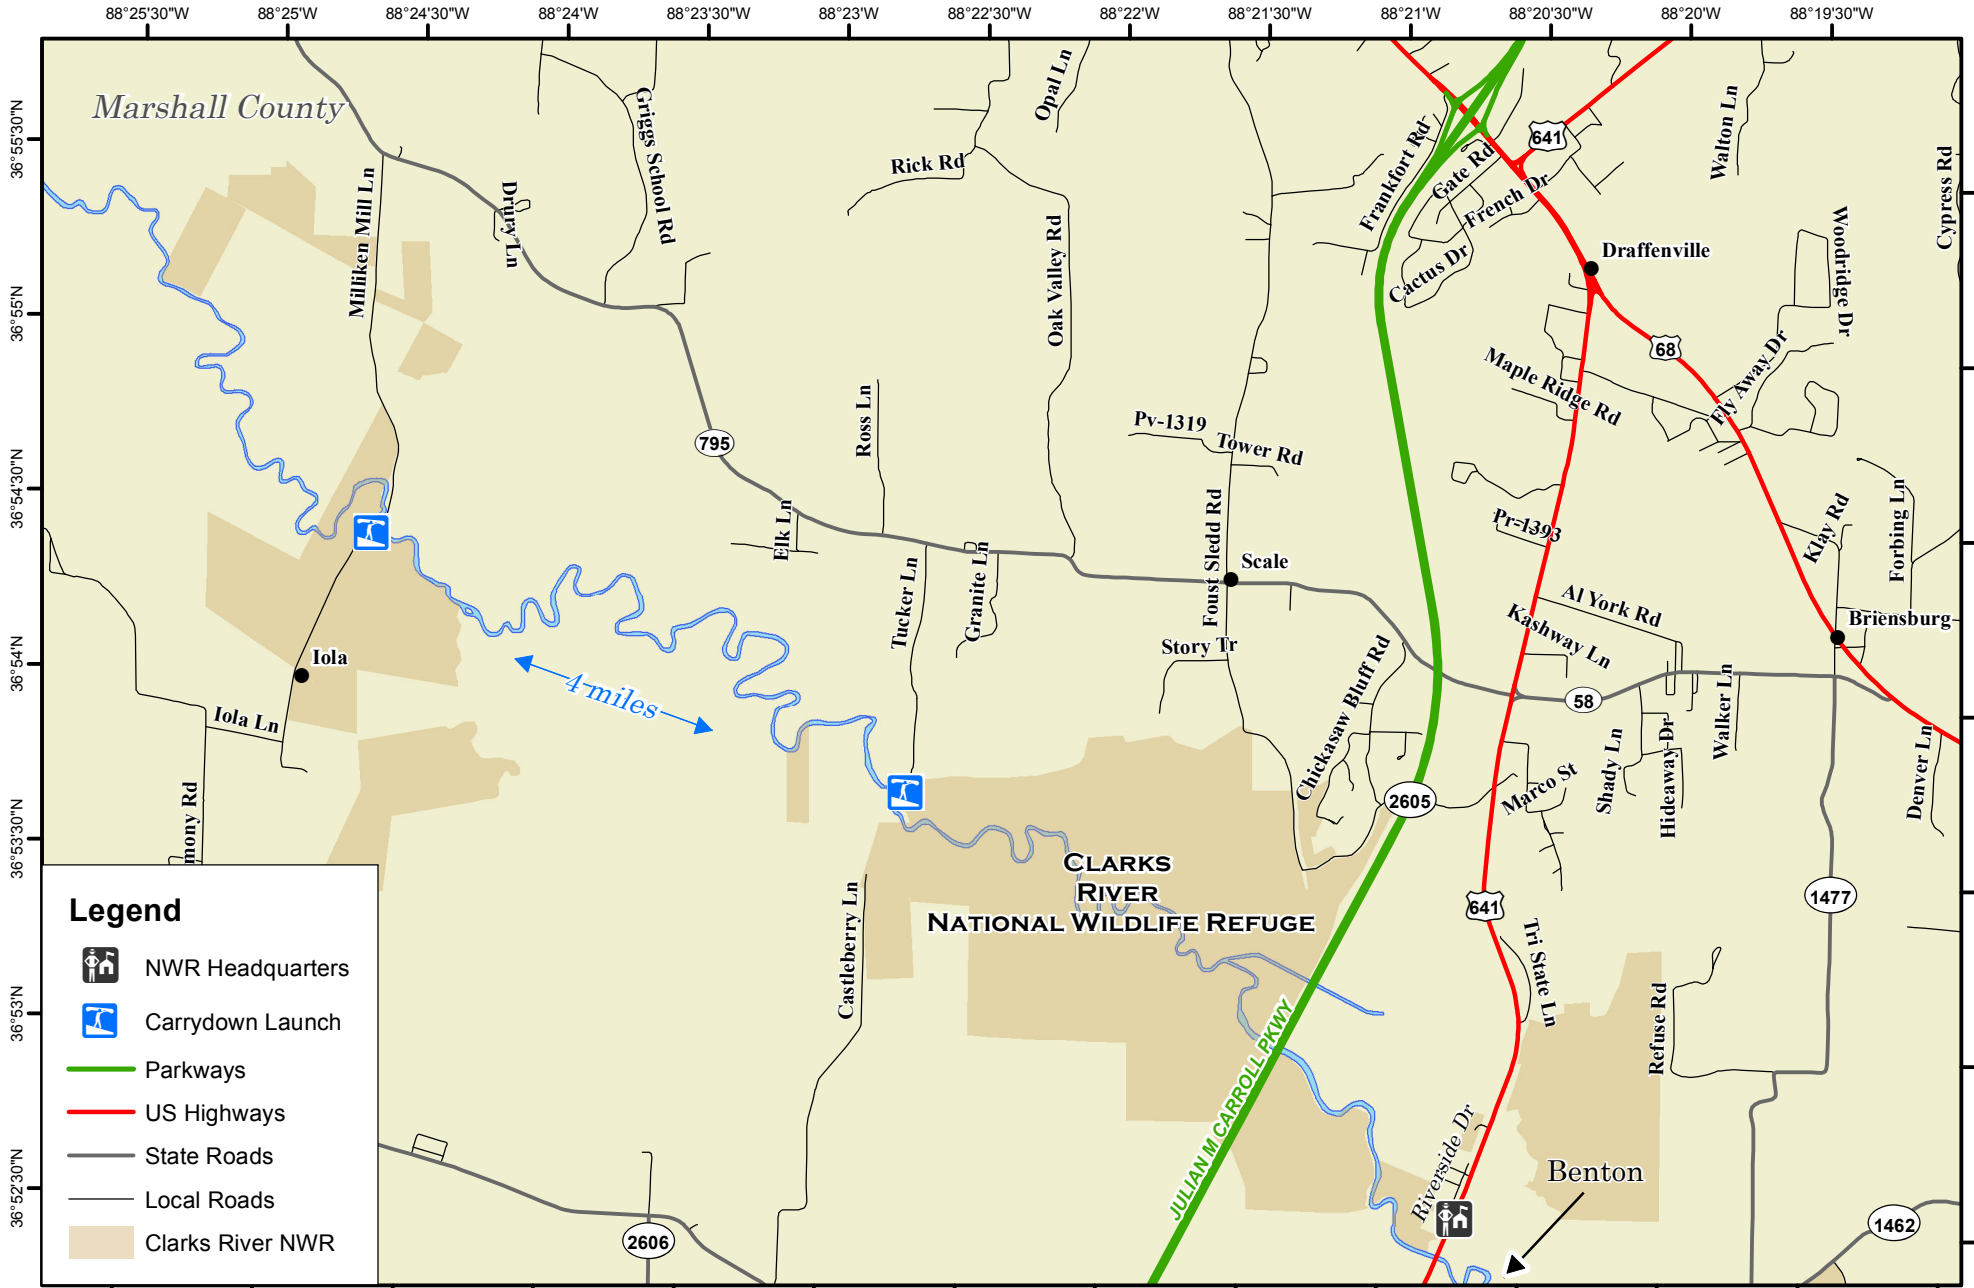 88°25'30"W
88°25'W
88°24'30"W
88°24'W
88°23'30"W
88°23'W
88°22'30"W
88°22'W
88°21'30"W
88°21'W
88°20'30"W
88°20'W
88°19'30"W
36°55'30"N
36°55'N
36°54'30"N
36°54'N
36°53'30"N
36°53'N
36°52'30"N
Marshall County
Milliken Mill Ln
Drury Ln
Griggs School Rd
Rick Rd
Opal Ln
Oak Valley Rd
Frankfort Rd
Gate Rd
French Dr
Cactus Dr
641
Walton Ln
Cypress Rd
Woodridge Dr
Draffenville
68
Fly Away Dr
Maple Ridge Rd
795
Ross Ln
Pv-1319
Tower Rd
Pr-1393
Klay Rd
Forbing Ln
Elk Ln
Tucker Ln
Granite Ln
Foust Sledd Rd
Scale
Al York Rd
Kashway Ln
Briensburg
Story Tr
Chickasaw Bluff Rd
58
Iola
Iola Ln
4 miles
Walker Ln
Shady Ln
Hideaway Dr
Denver Ln
Marco St
2605
mony Rd
CLARKS
RIVER
NATIONAL WILDLIFE REFUGE
Castleberry Ln
641
1477
Tri State Ln
Refuse Rd
JULIAN M CARROLL PKWY
Riverside Dr
Benton
1462
2606
Legend
NWR Headquarters
Carrydown Launch
Parkways
US Highways
State Roads
Local Roads
Clarks River NWR